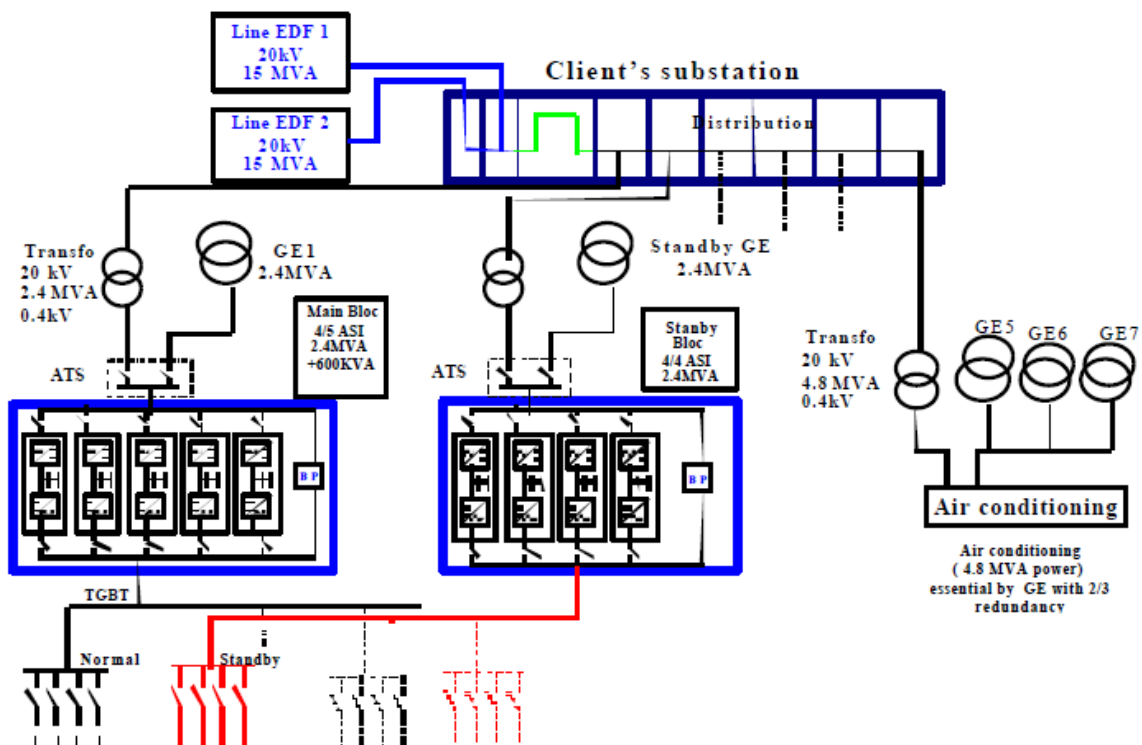 Line EDF 1
20kV
15 MVA
Client's substation
Line EDF 2
20kV
15 MVA
Distribution
Transfo
20 kV
2.4 MVA
0.4kV
GE1
2.4MVA
Standby GE
2.4MVA
Main Bloc
4/5 ASI
2.4MVA
+600KVA
Stanby
Bloc
4/4 ASI
2.4MVA
Transfo
20 kV
4.8 MVA
0.4kV
GE5
GE6
GE7
ATS
ATS
B P
B P
Air conditioning
Air conditioning
( 4.8 MVA power)
essential by GE with 2/3
redundancy
TGBT
Normal
Standby